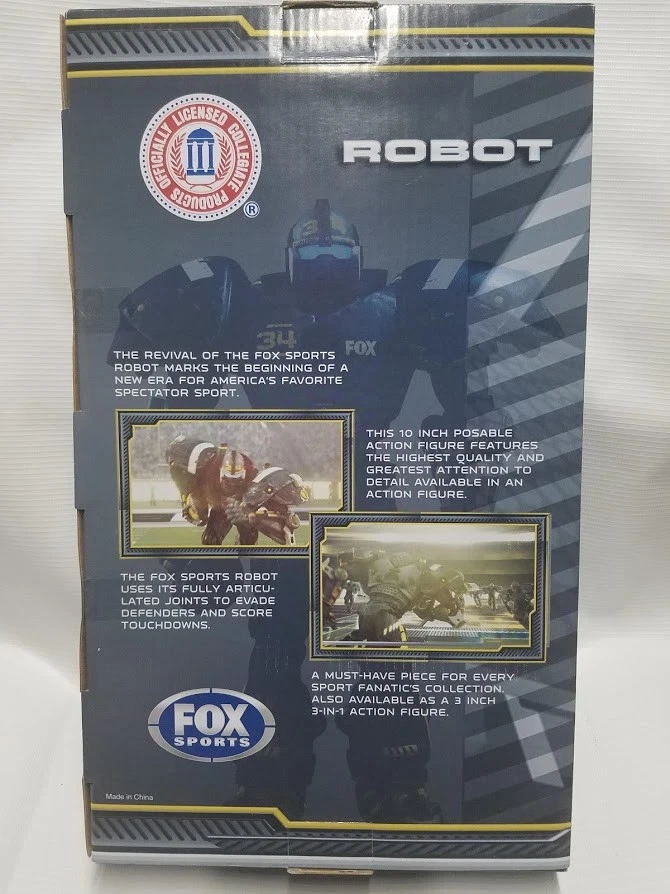 OFFICIALLY LICENSED COLLEGIATE PRODUCTS
®
ROBOT
3
34
FOX
THE REVIVAL OF THE FOX SPORTS
ROBOT MARKS THE BEGINNING OF A
NEW ERA FOR AMERICA'S FAVORITE
SPECTATOR SPORT.
THIS 10 INCH POSABLE
ACTION FIGURE FEATURES
THE HIGHEST QUALITY AND
GREATEST ATTENTION TO
DETAIL AVAILABLE IN AN
ACTION FIGURE.
THE FOX SPORTS ROBOT
USES ITS FULLY ARTICU-
LATED JOINTS TO EVADE
DEFENDERS AND SCORE
TOUCHDOWNS.
A MUST-HAVE PIECE FOR EVERY
SPORT FANATIC'S COLLECTION.
ALSO AVAILABLE AS A 3 INCH
3-IN-1 ACTION FIGURE.
FOX
SPORTS
Made in China